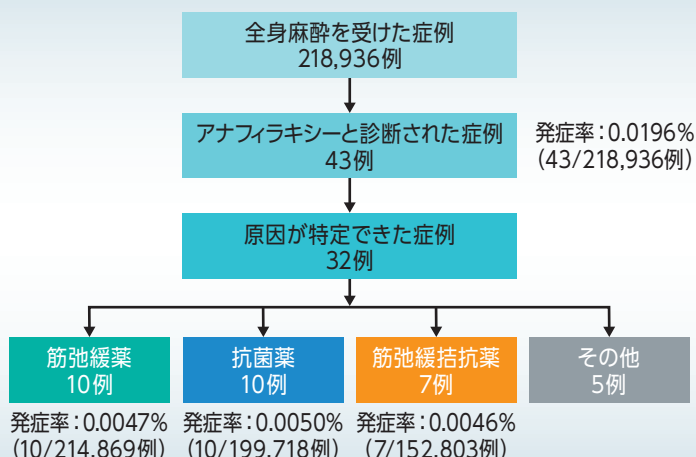 全身麻酔を受けた症例
218,936例
アナフィラキシーと診断された症例
43例
発症率：0.0196%
(43/218,936例)
原因が特定できた症例
32例
筋弛緩薬
10例
発症率：0.0047%
(10/214,869例)
抗菌薬
10例
発症率：0.0050%
(10/199,718例)
筋弛緩拮抗薬
7例
発症率：0.0046%
(7/152,803例)
その他
5例